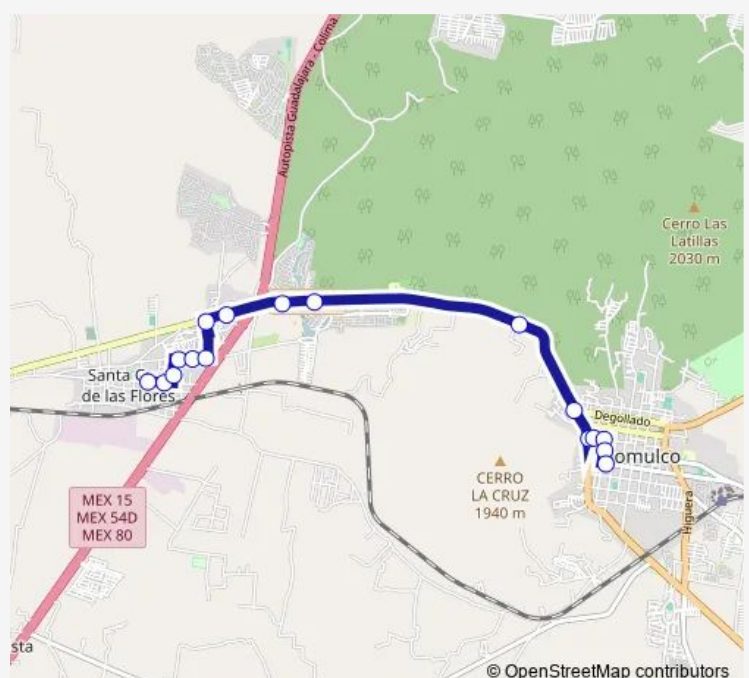 Autopista Guadalajara - Colima
Cerro Las
Latillas
2030 m
Santa C
de las Flores
Degollado
omulco
CERRO
LA CRUZ
1940 m
MEX 15
MEX 54D
MEX 80
Higuera
sta
© OpenStreetMap contributors